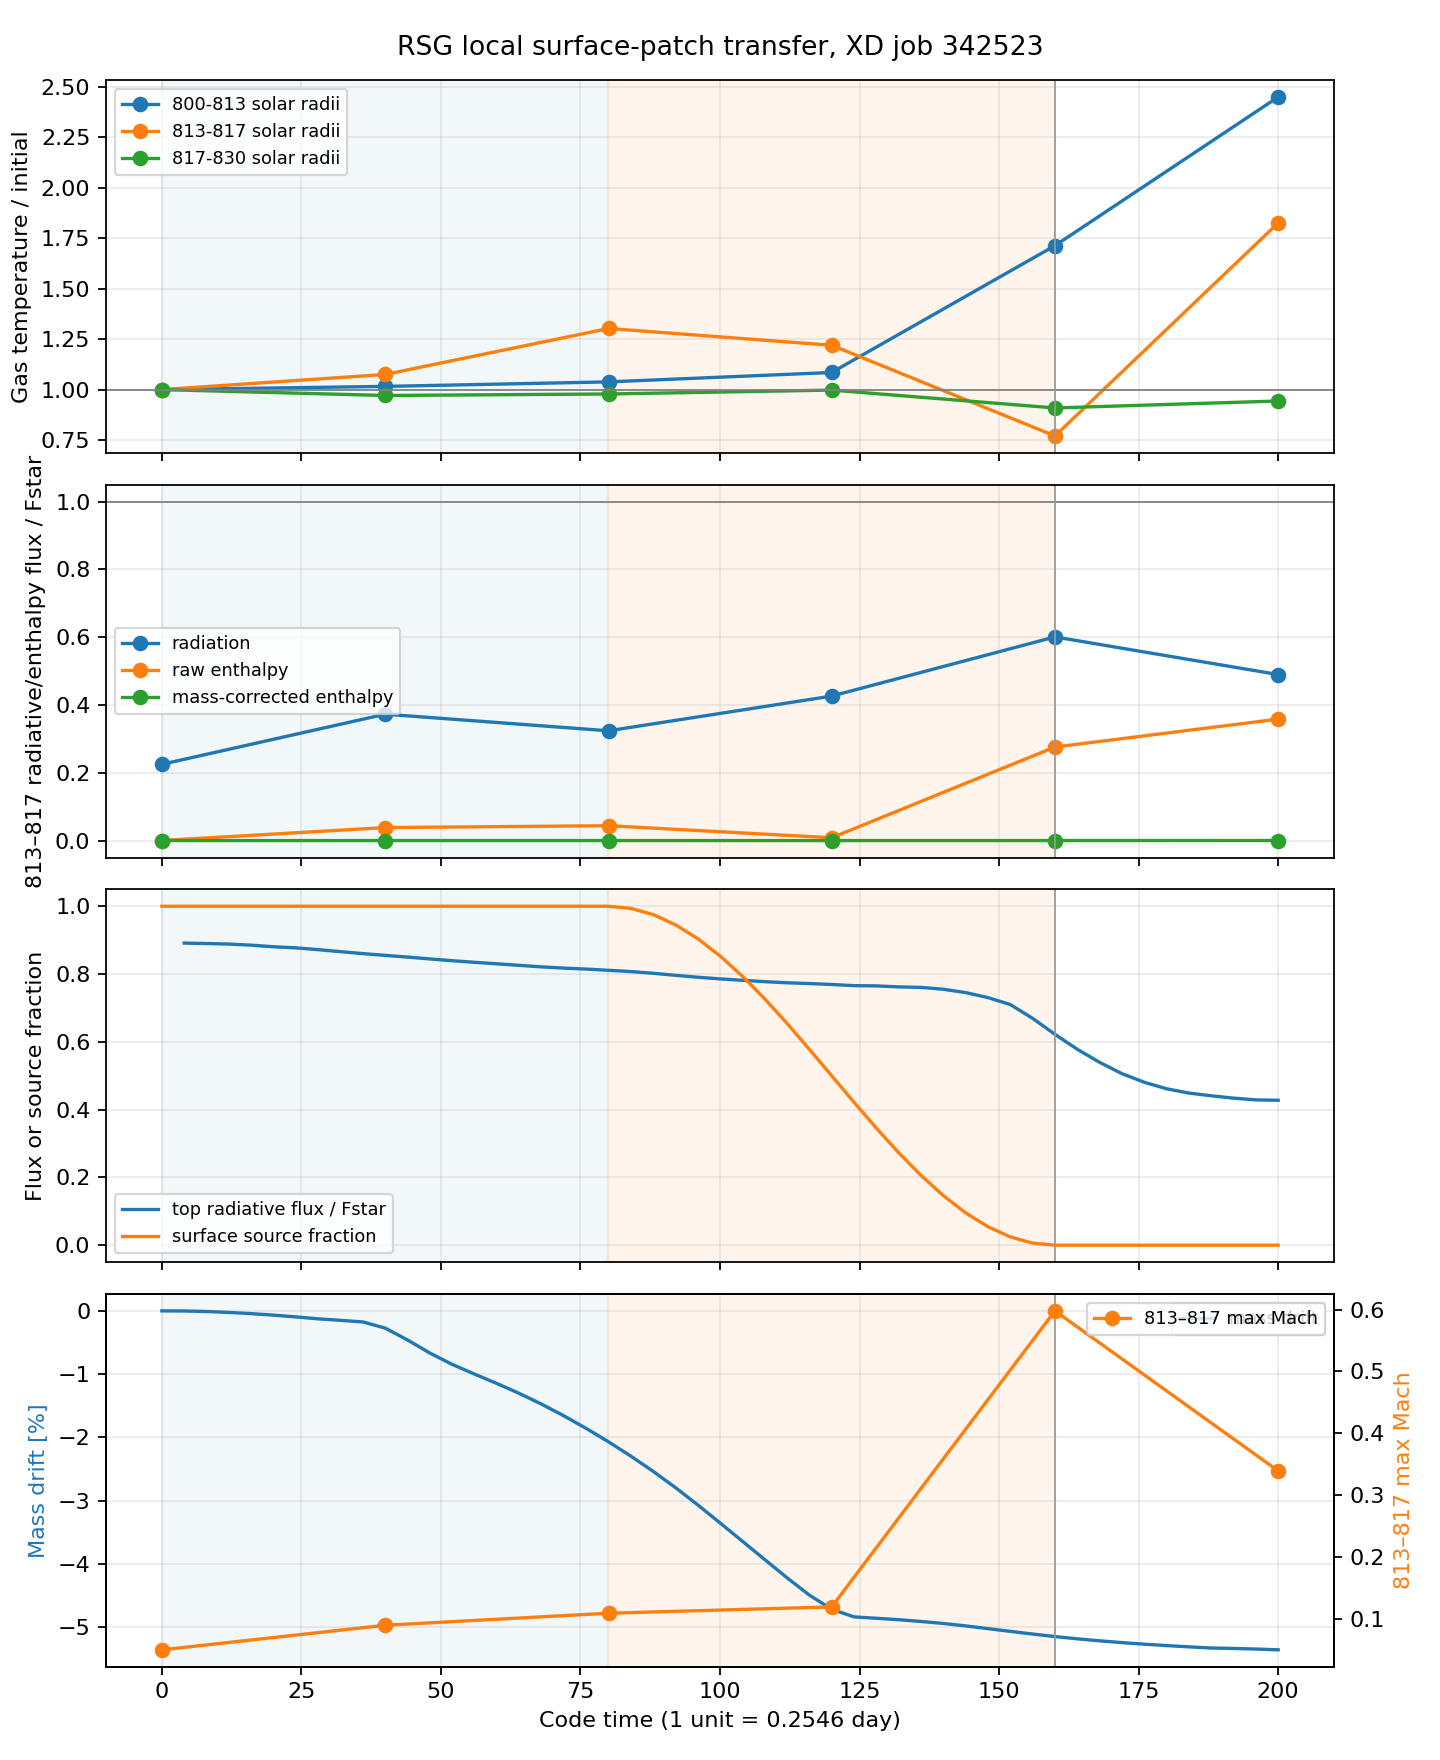 RSG local surface-patch transfer, XD job 342523
Gas temperature / initial
2.50
2.25
2.00
1.75
1.50
1.25
1.00
0.75
800-813 solar radii
813-817 solar radii
817-830 solar radii
813–817 radiative/enthalpy flux / Fstar
1.0
0.8
0.6
0.4
0.2
0.0
radiation
raw enthalpy
mass-corrected enthalpy
Flux or source fraction
1.0
0.8
0.6
0.4
0.2
0.0
top radiative flux / Fstar
surface source fraction
Mass drift [%]
0
−1
−2
−3
−4
−5
813–817 max Mach
0.6
0.5
0.4
0.3
0.2
0.1
813–817 max Mach
0 25 50 75 100 125 150 175 200
Code time (1 unit = 0.2546 day)